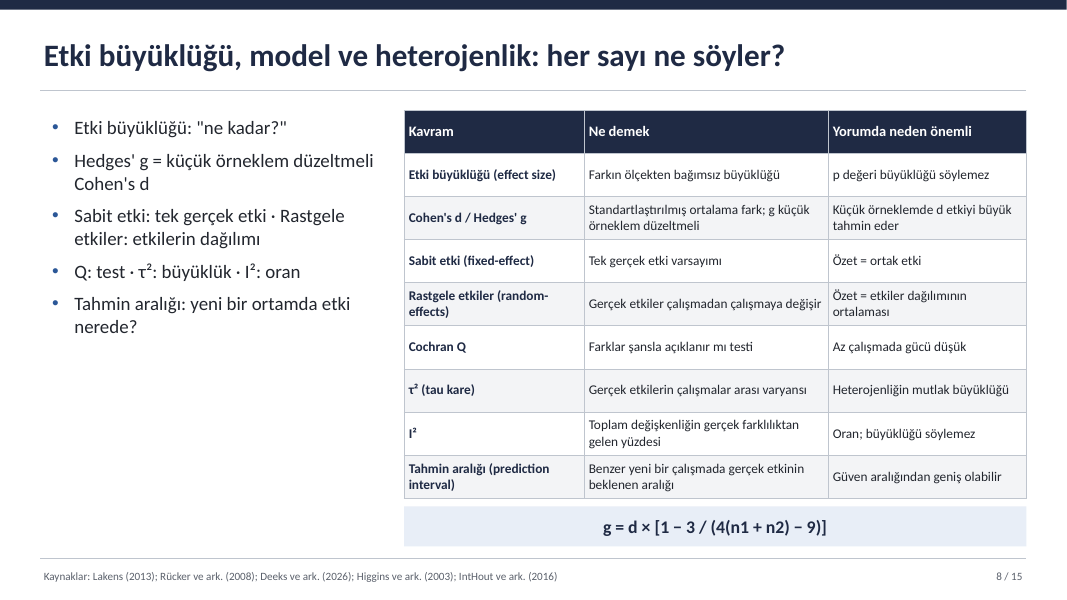 Etki büyüklüğü, model ve heterojenlik: her sayı ne söyler?
• Etki büyüklüğü: "ne kadar?"
• Hedges' g = küçük örneklem düzeltmeli
Cohen's d
• Sabit etki: tek gerçek etki · Rastgele
etkiler: etkilerin dağılımı
• Q: test · τ²: büyüklük · I²: oran
• Tahmin aralığı: yeni bir ortamda etki
nerede?
Kavram
Ne demek
Yorumda neden önemli
Etki büyüklüğü (effect size)
Farkın ölçekten bağımsız büyüklüğü
p değeri büyüklüğü söylemez
Cohen's d / Hedges' g
Standartlaştırılmış ortalama fark; g küçük
örneklem düzeltmeli
Küçük örneklemde d etkiyi büyük
tahmin eder
Sabit etki (fixed-effect)
Tek gerçek etki varsayımı
Özet = ortak etki
Rastgele etkiler (random-
effects)
Gerçek etkiler çalışmadan çalışmaya değişir
Özet = etkiler dağılımının
ortalaması
Cochran Q
Farklar şansla açıklanır mı testi
Az çalışmada gücü düşük
τ² (tau kare)
Gerçek etkilerin çalışmalar arası varyansı
Heterojenliğin mutlak büyüklüğü
I²
Toplam değişkenliğin gerçek farklılıktan
gelen yüzdesi
Oran; büyüklüğü söylemez
Tahmin aralığı (prediction
interval)
Benzer yeni bir çalışmada gerçek etkinin
beklenen aralığı
Güven aralığından geniş olabilir
g = d × [1 − 3 / (4(n1 + n2) − 9)]
Kaynaklar: Lakens (2013); Rücker ve ark. (2008); Deeks ve ark. (2026); Higgins ve ark. (2003); IntHout ve ark. (2016)
8 / 15